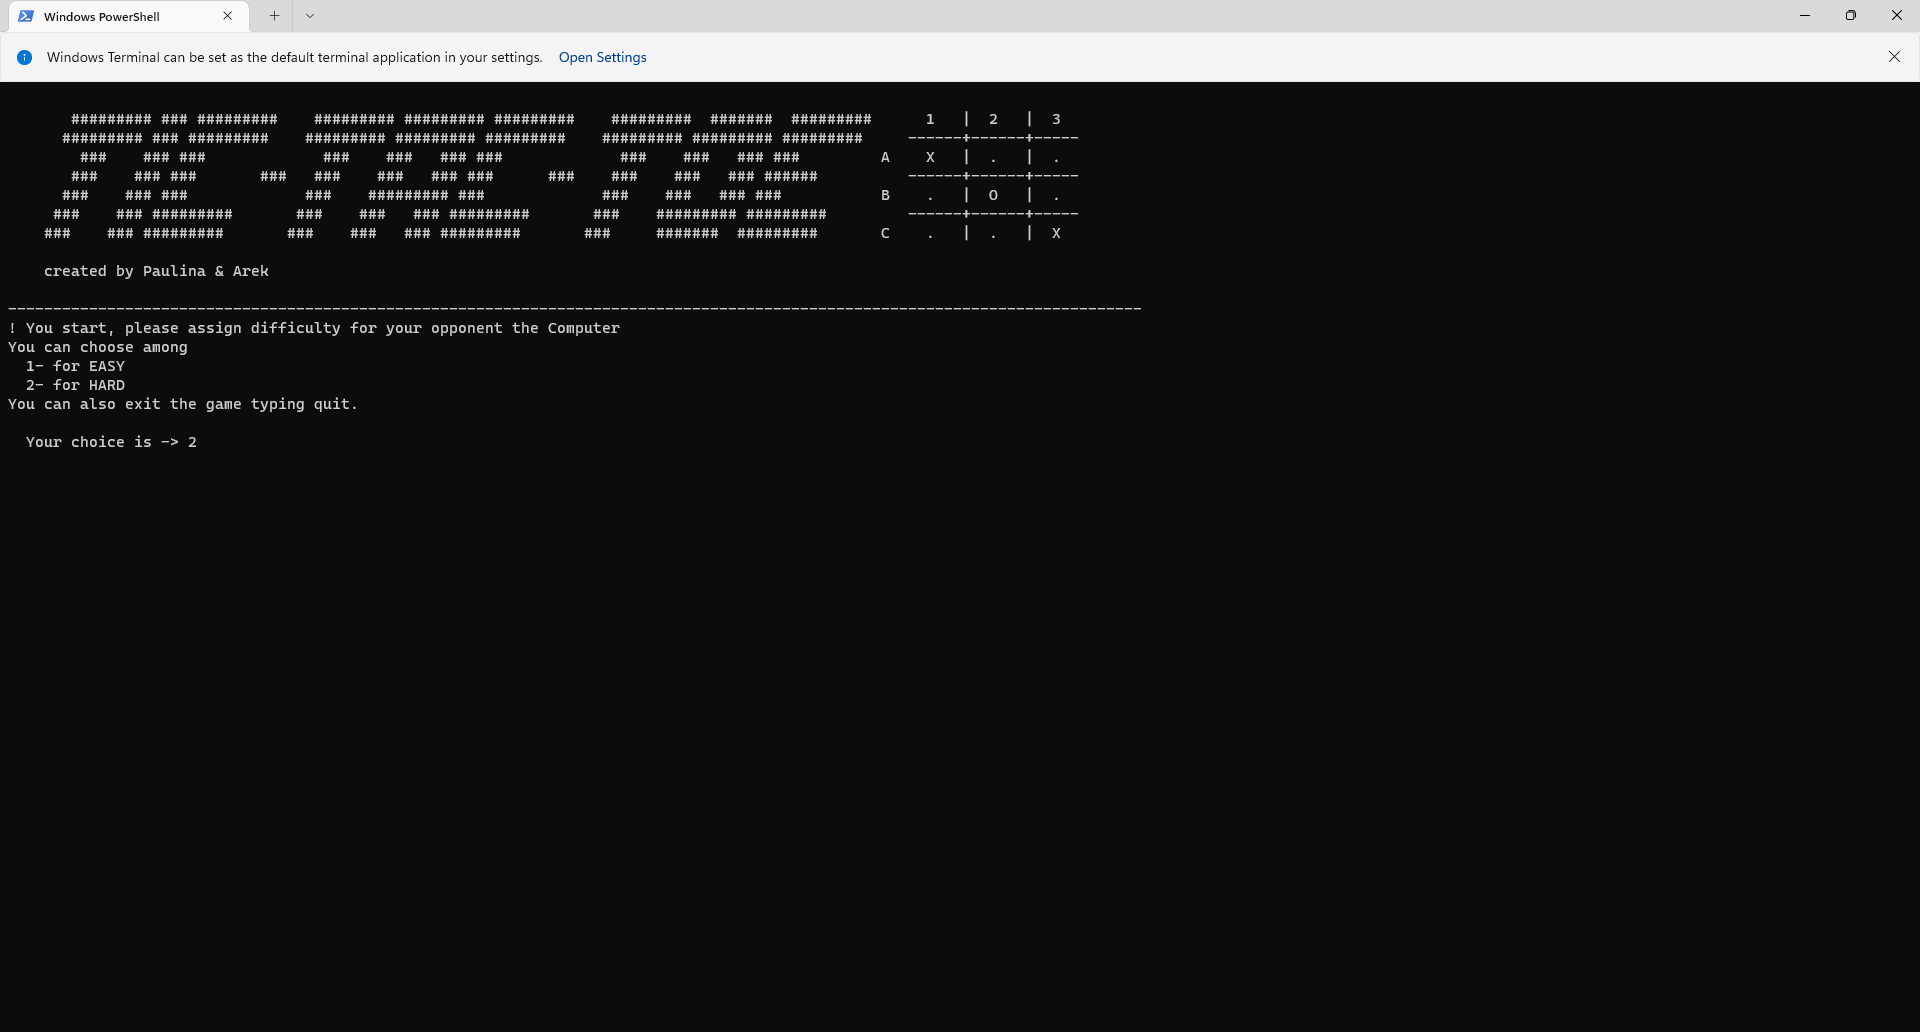 Windows PowerShell
Windows Terminal can be set as the default terminal application in your settings. Open Settings
       ######### ### #########    ######### ######### #########    #########  #######  #########      1   |  2   |  3
      ######### ### #########    ######### ######### #########    ######### ######### #########     ------+------+-----
        ###    ### ###             ###    ###   ### ###             ###    ###   ### ###         A    X   |  .   |  .
       ###    ### ###       ###   ###    ###   ### ###      ###    ###    ###   ### ######          ------+------+-----
      ###    ### ###             ###    ######### ###             ###    ###   ### ###           B    .   |  O   |  .
     ###    ### #########       ###    ###   ### #########       ###    ######### #########         ------+------+-----
    ###    ### #########       ###    ###   ### #########       ###     #######  #########       C    .   |  .   |  X
    created by Paulina & Arek
------------------------------------------------------------------------------------------------------------------------------
! You start, please assign difficulty for your opponent the Computer
You can choose among
  1- for EASY
  2- for HARD
You can also exit the game typing quit.
  Your choice is -> 2